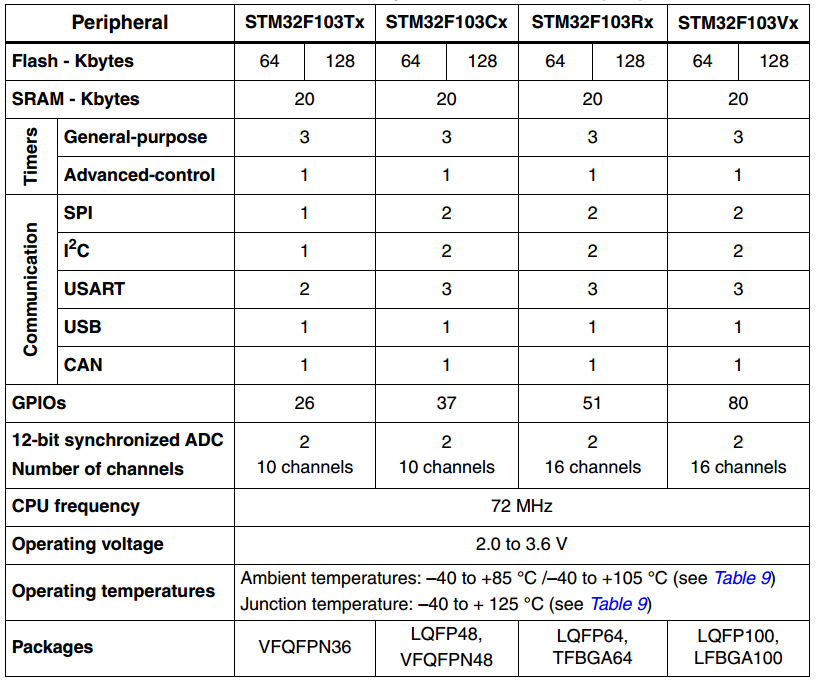 Peripheral STM32F103Tx STM32F103Cx STM32F103Rx STM32F103Vx
Flash - Kbytes 64 128 64 128 64 128 64 128
SRAM - Kbytes 20 20 20 20
Timers
General-purpose 3 3 3 3
Advanced-control 1 1 1 1
Communication
SPI 1 2 2 2
I²C 1 2 2 2
USART 2 3 3 3
USB 1 1 1 1
CAN 1 1 1 1
GPIOs 26 37 51 80
12-bit synchronized ADC 2 2 2 2
Number of channels 10 channels 10 channels 16 channels 16 channels
CPU frequency 72 MHz
Operating voltage 2.0 to 3.6 V
Operating temperatures
Ambient temperatures: –40 to +85 °C /–40 to +105 °C (see Table 9)
Junction temperature: –40 to + 125 °C (see Table 9)
Packages VFQFPN36 LQFP48, LQFP64, LQFP100,
VFQFPN48 TFBGA64 LFBGA100